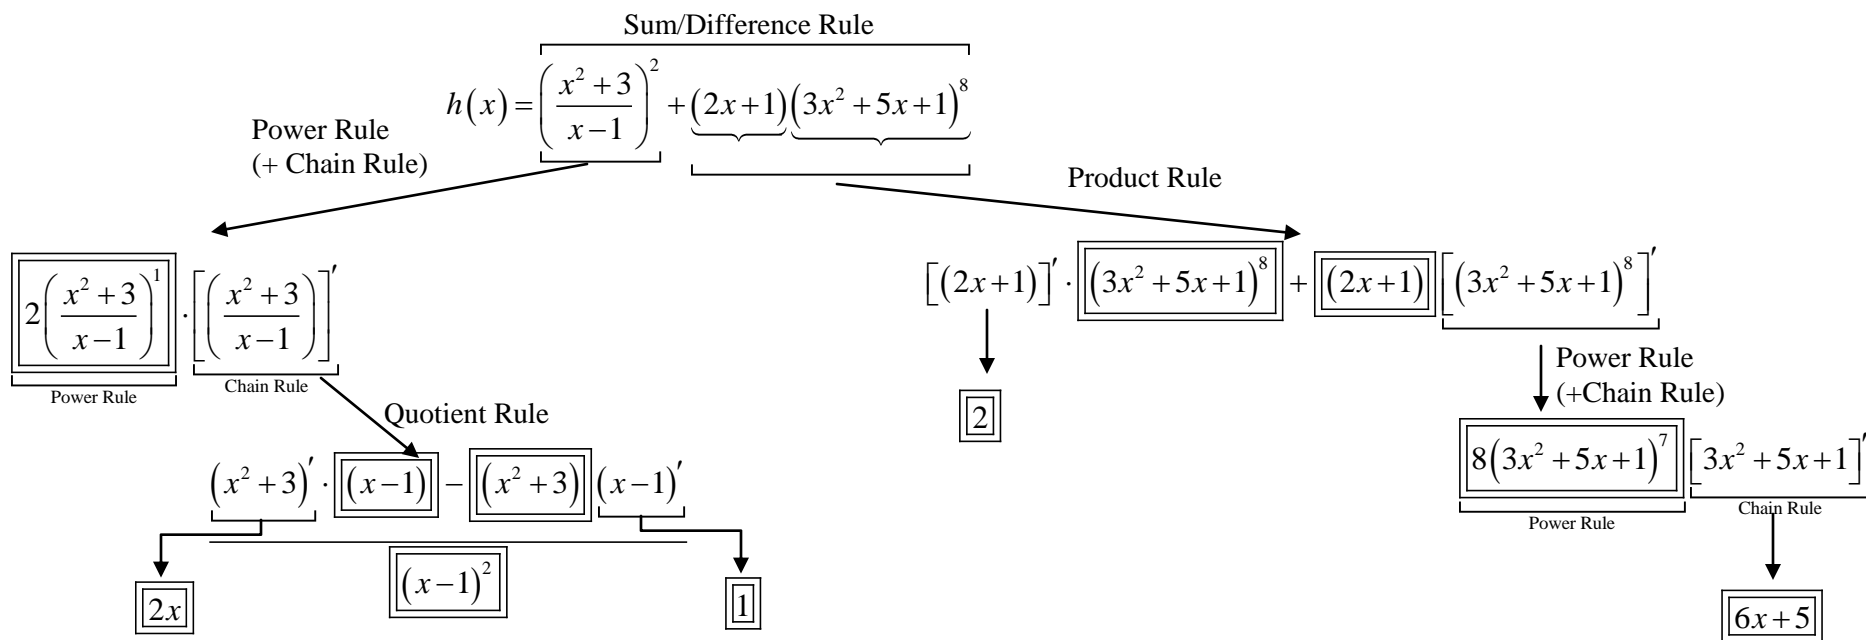 Sum/Difference Rule
h(x) = ((x² + 3)/(x − 1))² + (2x + 1)(3x² + 5x + 1)⁸
Power Rule
(+ Chain Rule)
Product Rule
2((x² + 3)/(x − 1))¹ · [((x² + 3)/(x − 1))]′
Power Rule
Chain Rule
[(2x + 1)]′ · (3x² + 5x + 1)⁸ + (2x + 1) [(3x² + 5x + 1)⁸]′
2
Power Rule
(+Chain Rule)
8(3x² + 5x + 1)⁷ [3x² + 5x + 1]′
Power Rule
Chain Rule
6x + 5
Quotient Rule
(x² + 3)′ · (x − 1) − (x² + 3) (x − 1)′
(x − 1)²
2x
1